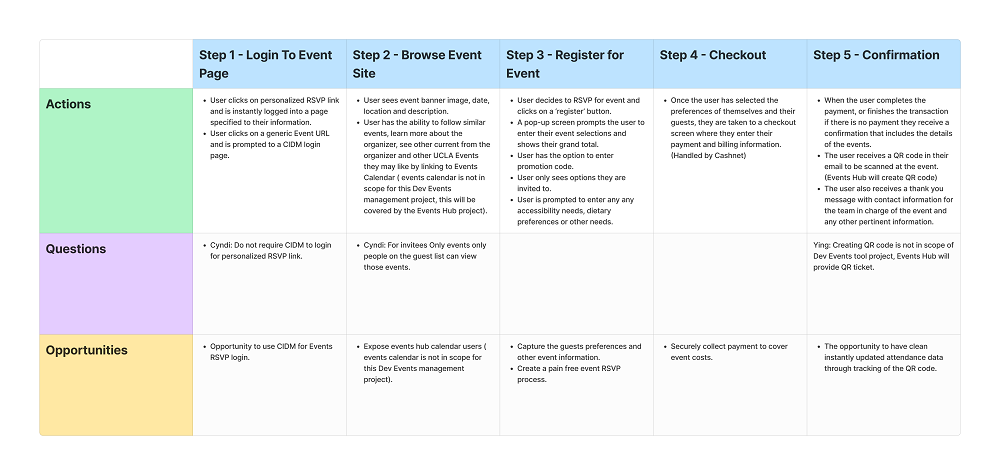 Step 1 - Login To Event
Page
Step 2 - Browse Event
Site
Step 3 - Register for
Event
Step 4 - Checkout
Step 5 - Confirmation
Actions
• User clicks on personalized RSVP link
and is instantly logged into a page
specified to their information.
• User clicks on a generic Event URL
and is prompted to a CIDM login
page.
• User sees event banner image, date,
location and description.
• User has the ability to follow similar
events, learn more about the
organizer, see other current from the
organizer and other UCLA Events
they may like by linking to Events
Calendar ( events calendar is not in
scope for this Dev Events
management project, this will be
covered by the Events Hub project).
• User decides to RSVP for event and
clicks on a 'register' button.
• A pop-up screen prompts the user to
enter their event selections and
shows their grand total.
• User has the option to enter
promotion code.
• User only sees options they are
invited to.
• User is prompted to enter any any
accessibility needs, dietary
preferences or other needs.
• Once the user has selected the
preferences of themselves and their
guests, they are taken to a checkout
screen where they enter their
payment and billing information.
(Handled by Cashnet)
• When the user completes the
payment, or finishes the transaction
if there is no payment they receive a
confirmation that includes the details
of the events.
• The user receives a QR code in their
email to be scanned at the event.
(Events Hub will create QR code)
• The user also receives a thank you
message with contact information for
the team in charge of the event and
any other pertinent information.
Questions
• Cyndi: Do not require CIDM to login
for personalized RSVP link.
• Cyndi: For invitees Only events only
people on the guest list can view
those events.
Ying: Creating QR code is not in scope of
Dev Events tool project, Events Hub will
provide QR ticket.
Opportunities
• Opportunity to use CIDM for Events
RSVP login.
• Expose events hub calendar users (
events calendar is not in scope for
this Dev Events management
project).
• Capture the guests preferences and
other event information.
• Create a pain free event RSVP
process.
• Securely collect payment to cover
event costs.
• The opportunity to have clean
instantly updated attendance data
through tracking of the QR code.